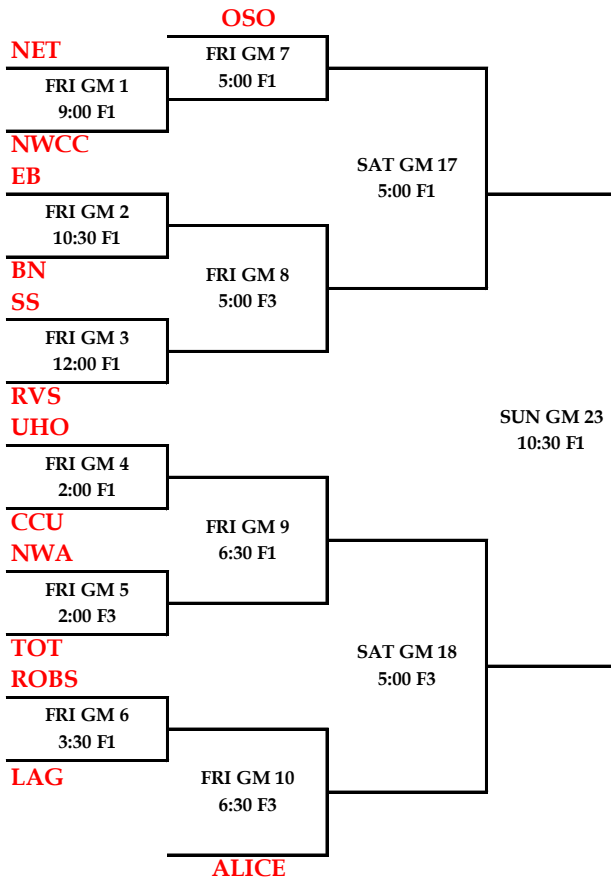 OSO
NET
FRI GM 7
5:00 F1
FRI GM 1
9:00 F1
NWCC
EB
SAT GM 17
5:00 F1
FRI GM 2
10:30 F1
BN
SS
FRI GM 8
5:00 F3
FRI GM 3
12:00 F1
RVS
UHO
SUN GM 23
10:30 F1
FRI GM 4
2:00 F1
CCU
NWA
FRI GM 9
6:30 F1
FRI GM 5
2:00 F3
TOT
ROBS
SAT GM 18
5:00 F3
FRI GM 6
3:30 F1
LAG
FRI GM 10
6:30 F3
ALICE